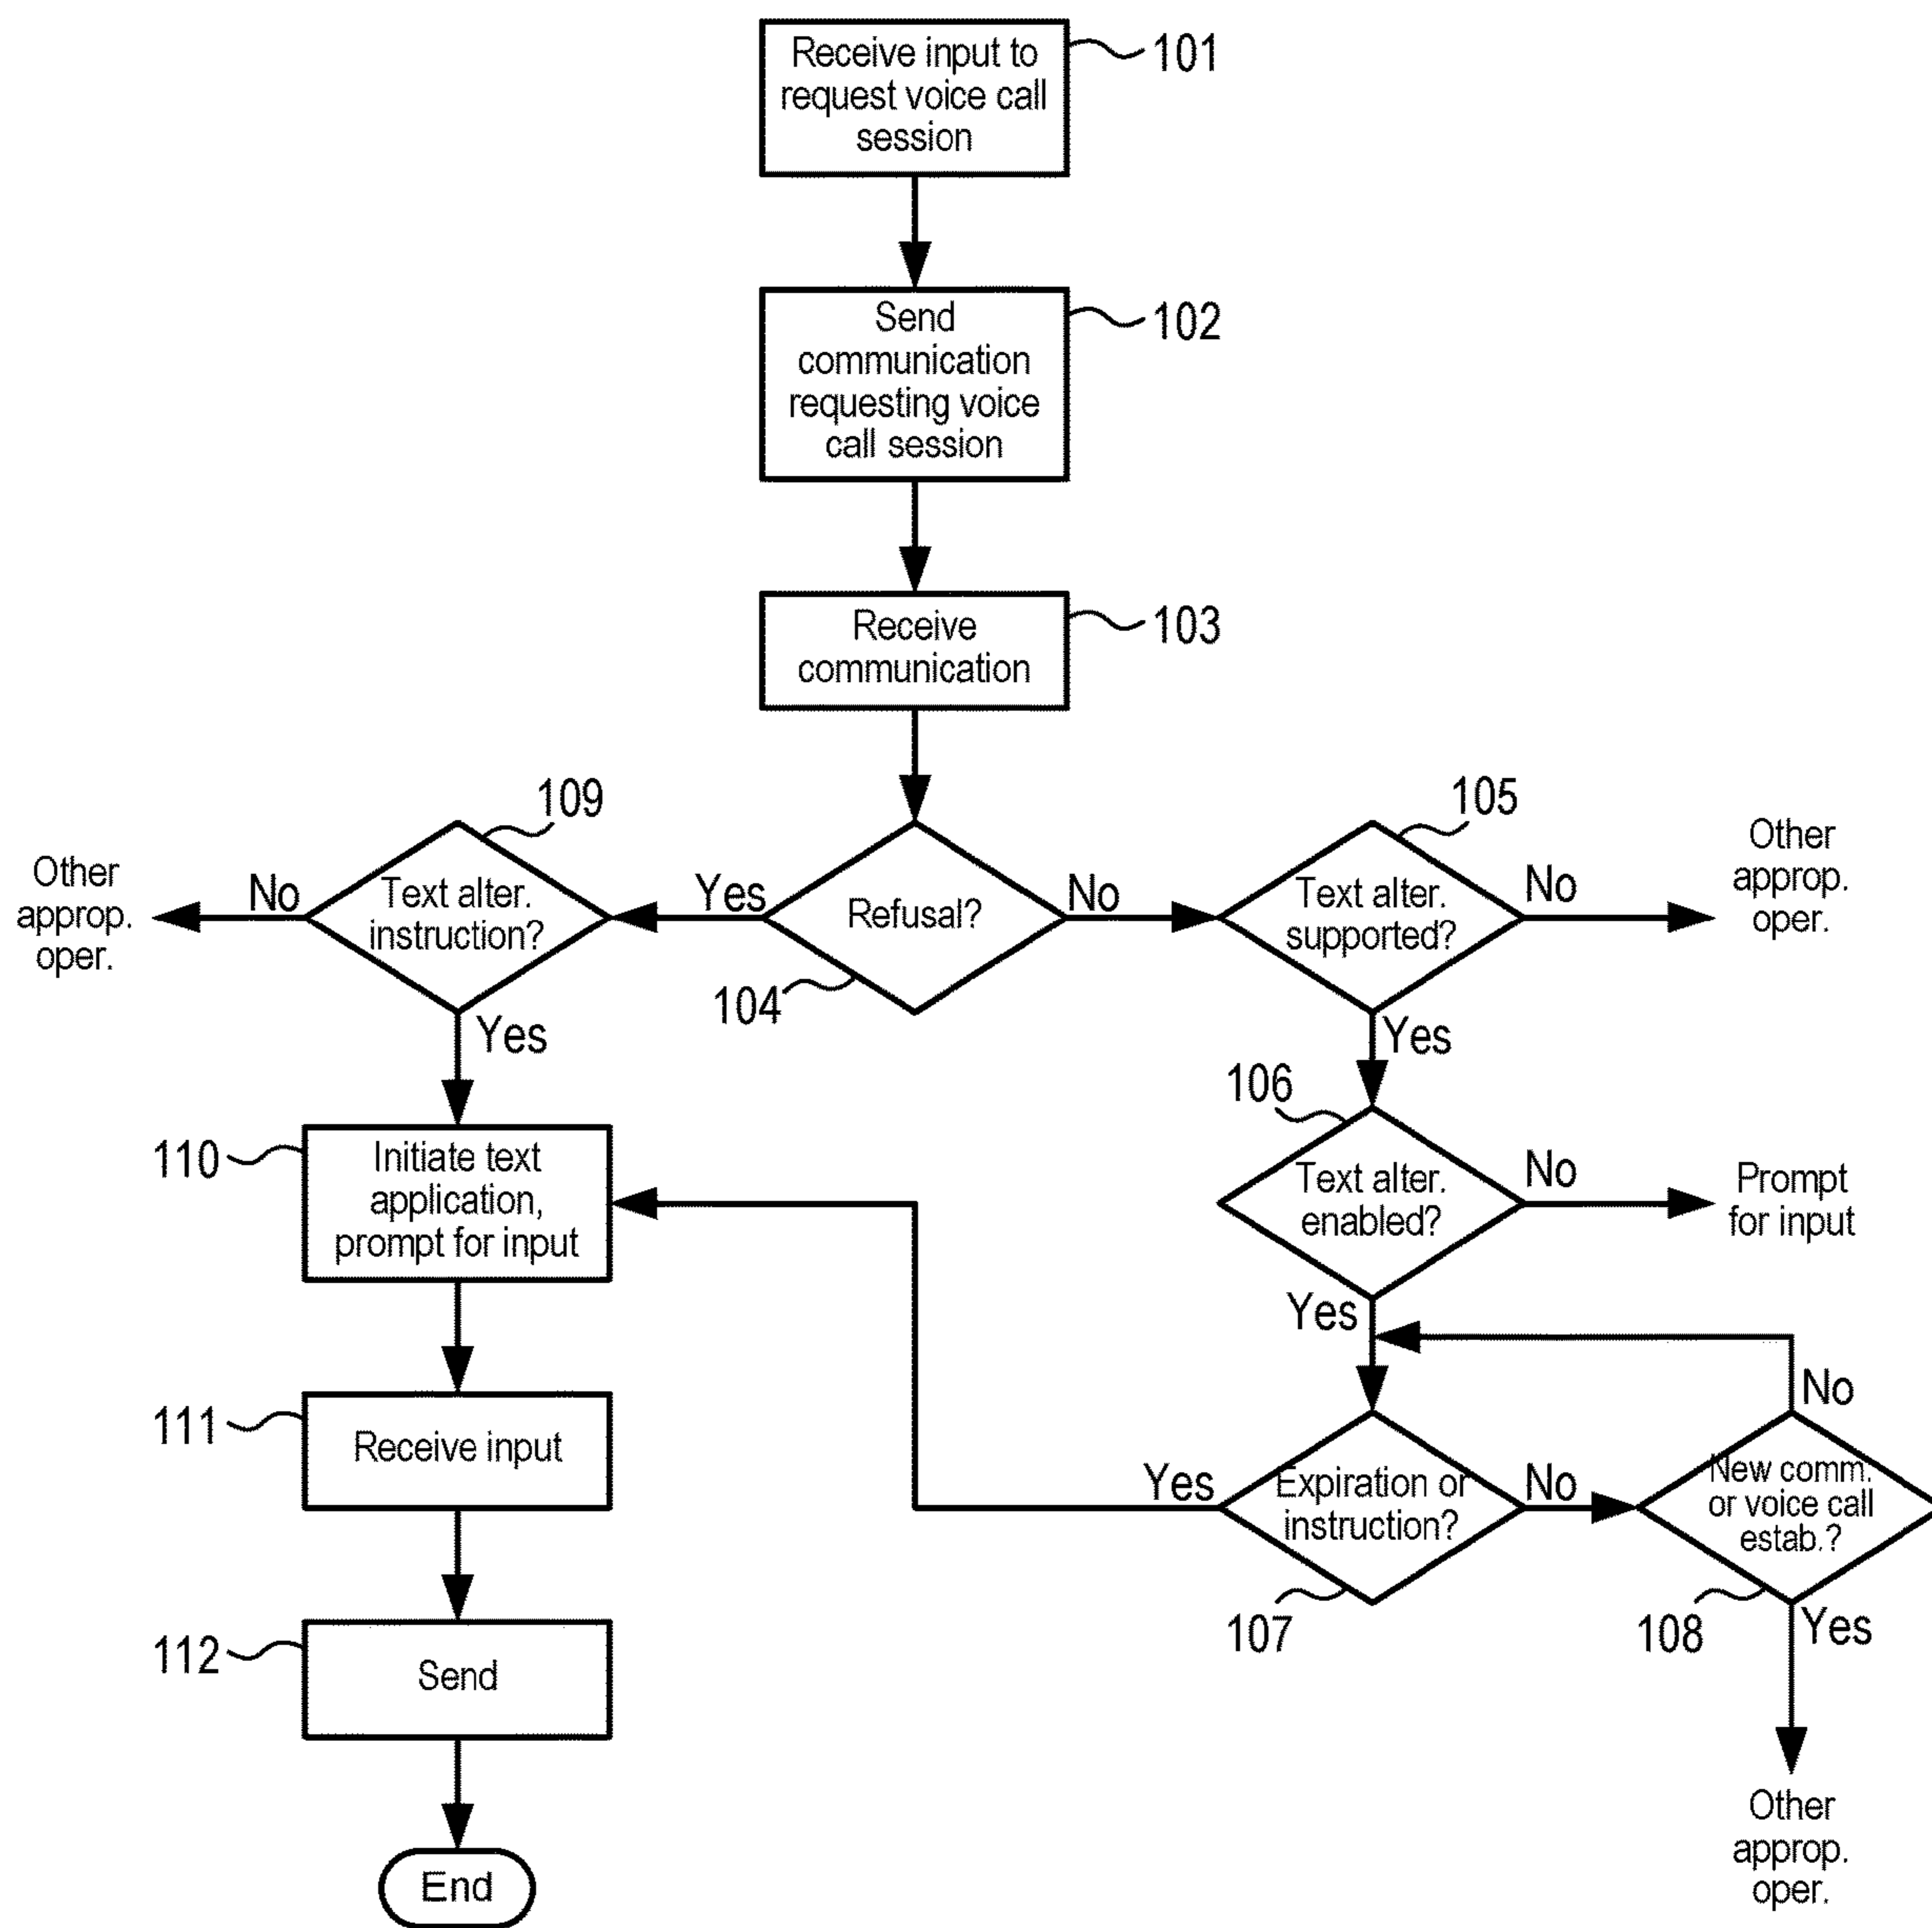 Receive input to
request voice call
session
101
Send
communication
requesting voice
call session
102
Receive
communication
103
109
105
Other
approp.
oper.
No
Text alter.
instruction?
Yes
Refusal?
No
Text alter.
supported?
No
Other
approp.
oper.
104
Yes
Yes
106
110
Initiate text
application,
prompt for input
Text alter.
enabled?
No
Prompt
for input
Yes
No
111
Receive input
Yes
Expiration or
instruction?
No
New comm.
or voice call
estab.?
107
108
Yes
112
Send
Other
approp.
oper.
End